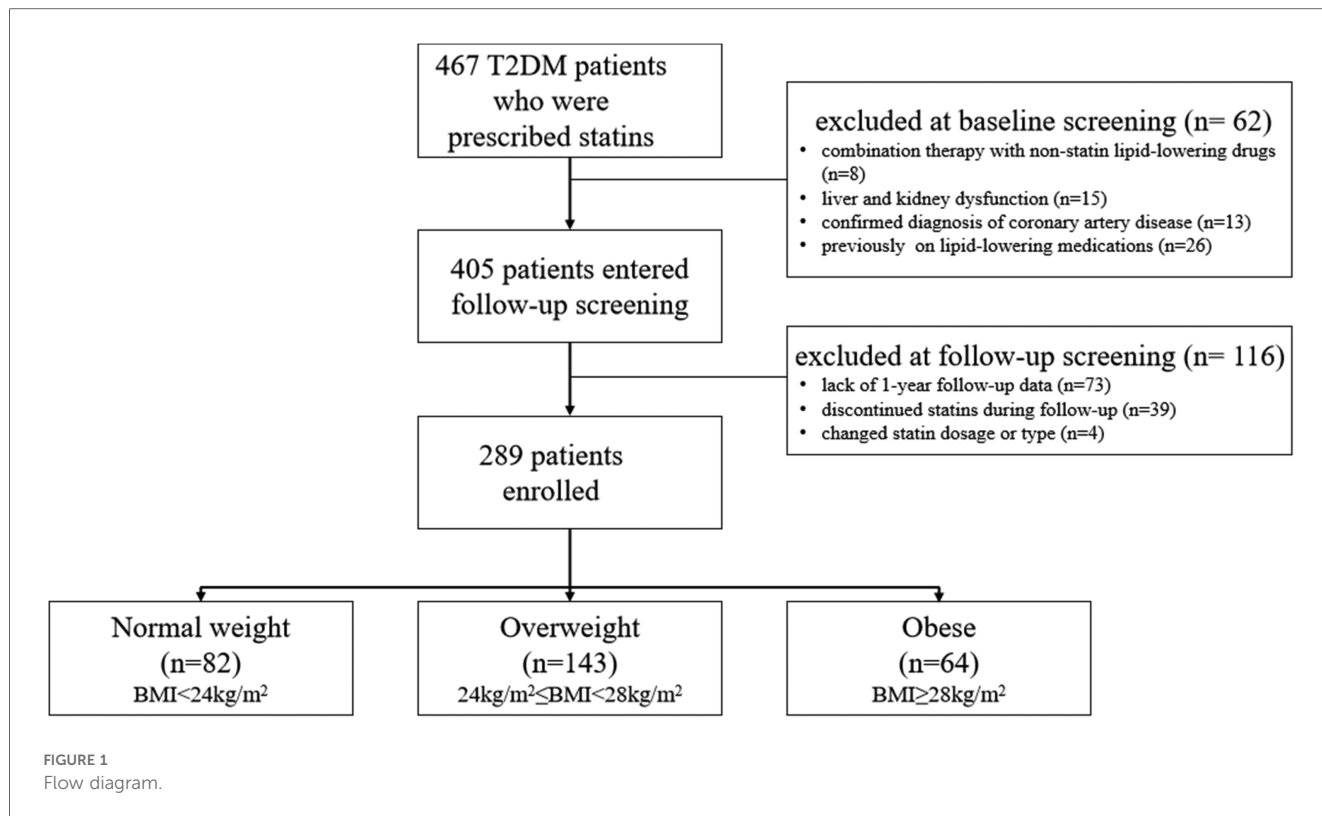 467 T2DM patients
who were
prescribed statins
excluded at baseline screening (n= 62)
• combination therapy with non-statin lipid-lowering drugs
(n=8)
• liver and kidney dysfunction (n=15)
• confirmed diagnosis of coronary artery disease (n=13)
• previously on lipid-lowering medications (n=26)
405 patients entered
follow-up screening
excluded at follow-up screening (n= 116)
• lack of 1-year follow-up data (n=73)
• discontinued statins during follow-up (n=39)
• changed statin dosage or type (n=4)
289 patients
enrolled
Normal weight
(n=82)
BMI<24kg/m²
Overweight
(n=143)
24kg/m²≤BMI<28kg/m²
Obese
(n=64)
BMI≥28kg/m²
FIGURE 1
Flow diagram.